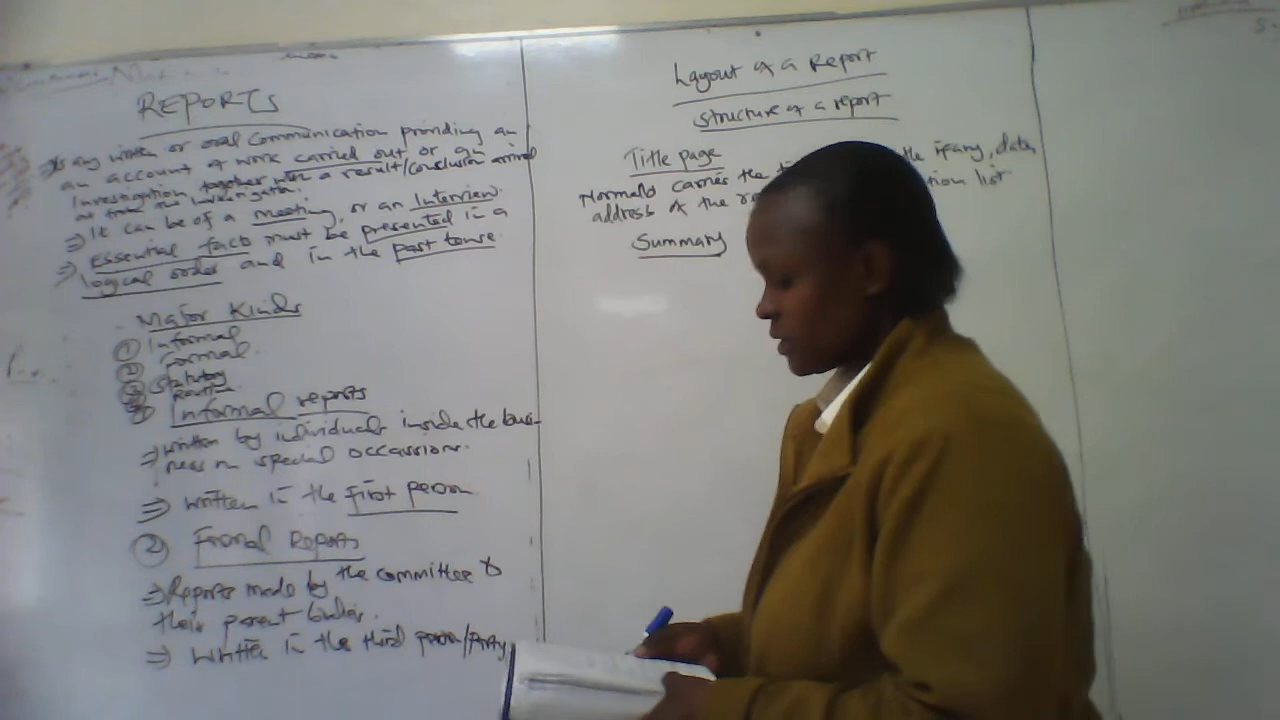 REPORTS
⇒ Is any written or oral communication providing an
an account of work carried out or an
Investigation together with a result/conclusion arrived
at from the investigation.
⇒ It can be of a meeting, or an Interview
⇒ Essential facts must be presented in a
logical order and in the past tense.
Major Kinds
① Informal
② Formal
③ Statutory
④ Routine
Informal reports
⇒ Written by individuals inside the busi-
ness on special occassions.
⇒ Written in the first person
② Formal Reports
⇒ Reports made by the committee to
their parent bodies.
⇒ Written in the third person/party
Layout of a Report
Structure of a report
Title page
Normally carries the if any, date,
address of the list
Summary